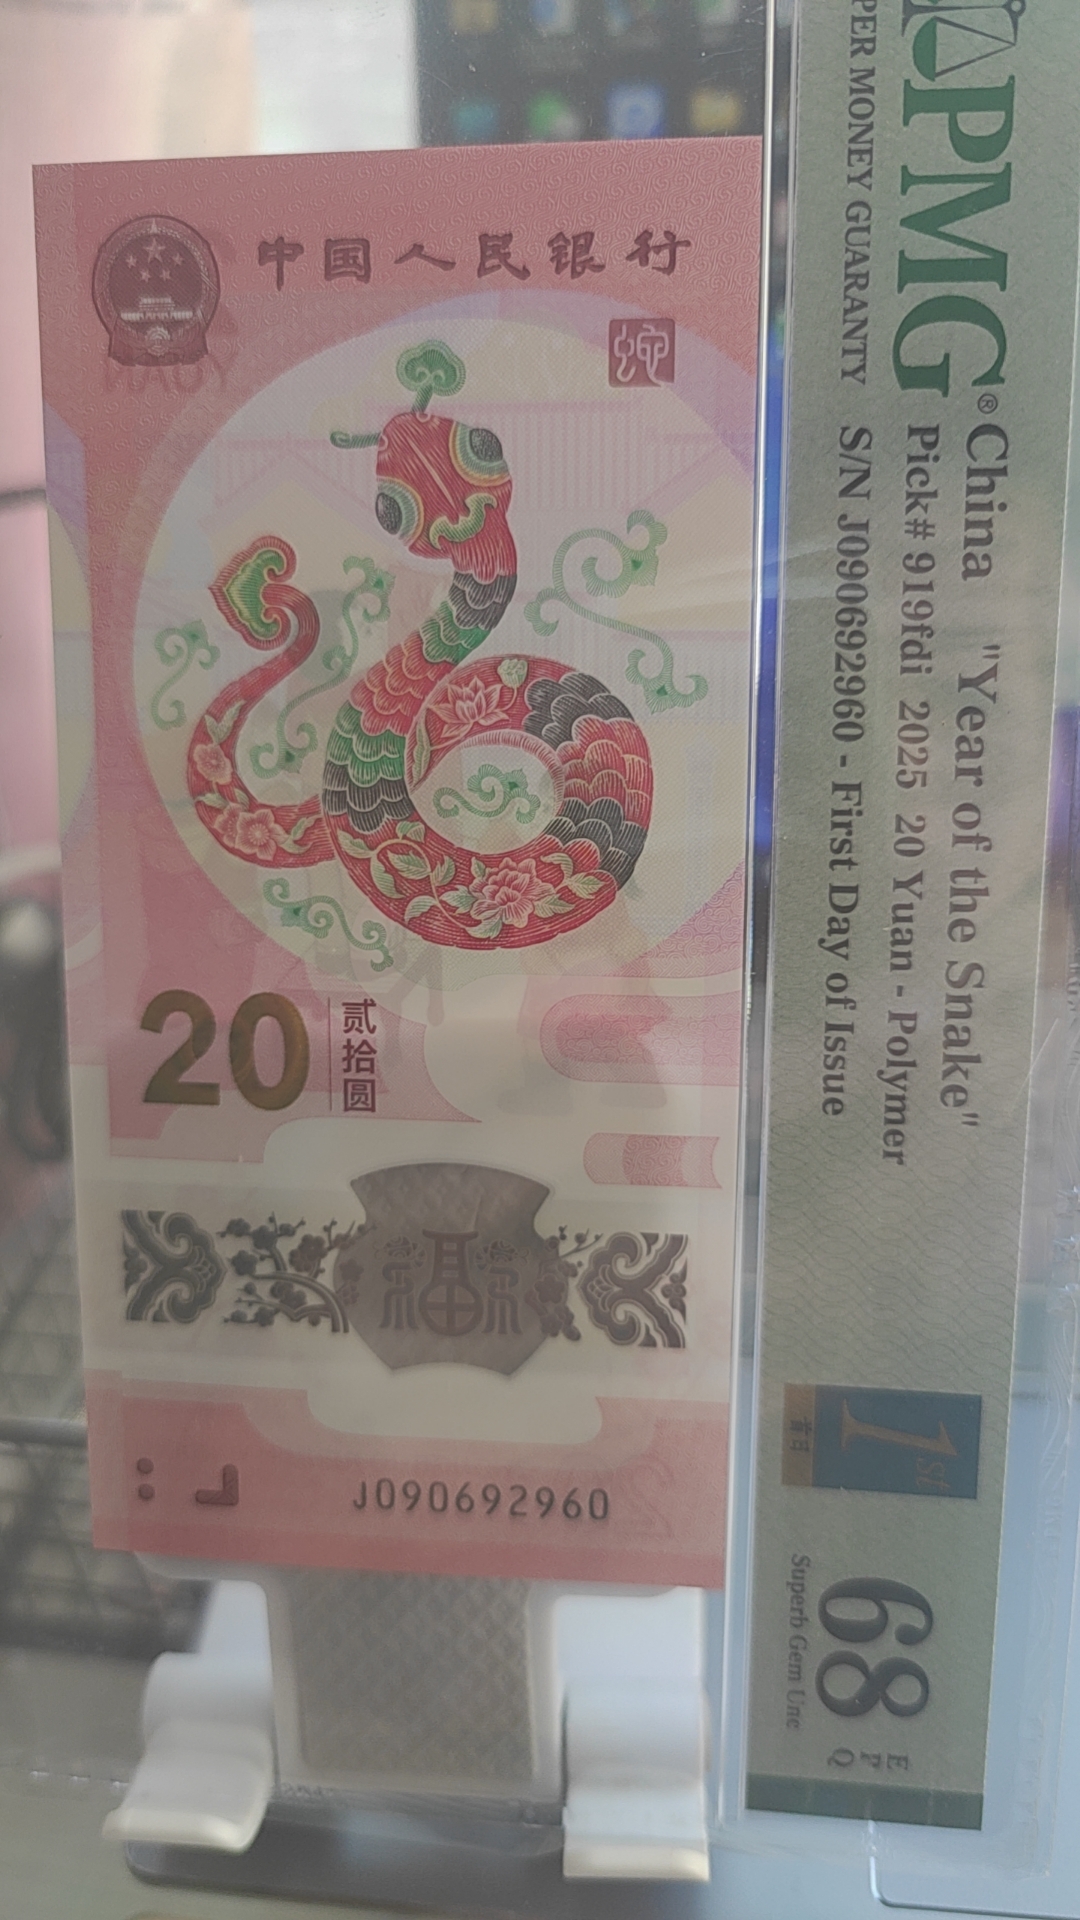 中国人民银行
蛇
20
贰拾圆
福
J090692960
PMG
®
PER MONEY GUARANTY
China "Year of the Snake"
Pick# 919fdi 2025 20 Yuan - Polymer
S/N J090692960 - First Day of Issue
1st
首日
68
EPQ
Superb Gem Unc